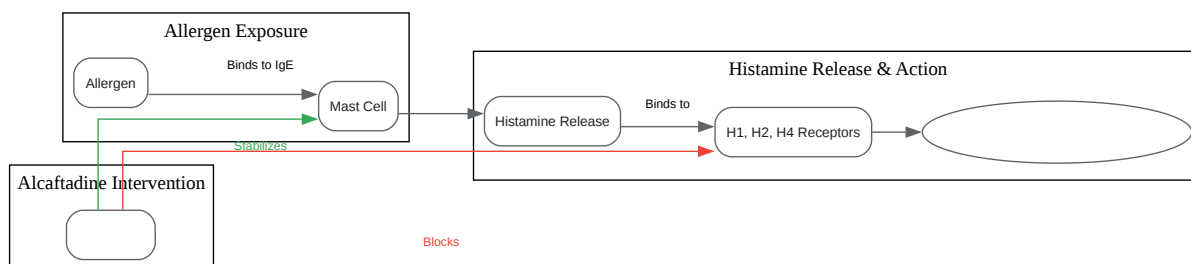 Allergen Exposure
Binds to IgE
Allergen
Mast Cell
Stabilizes
Histamine Release & Action
Binds to
Histamine Release
H1, H2, H4 Receptors
Alcaftadine Intervention
Blocks